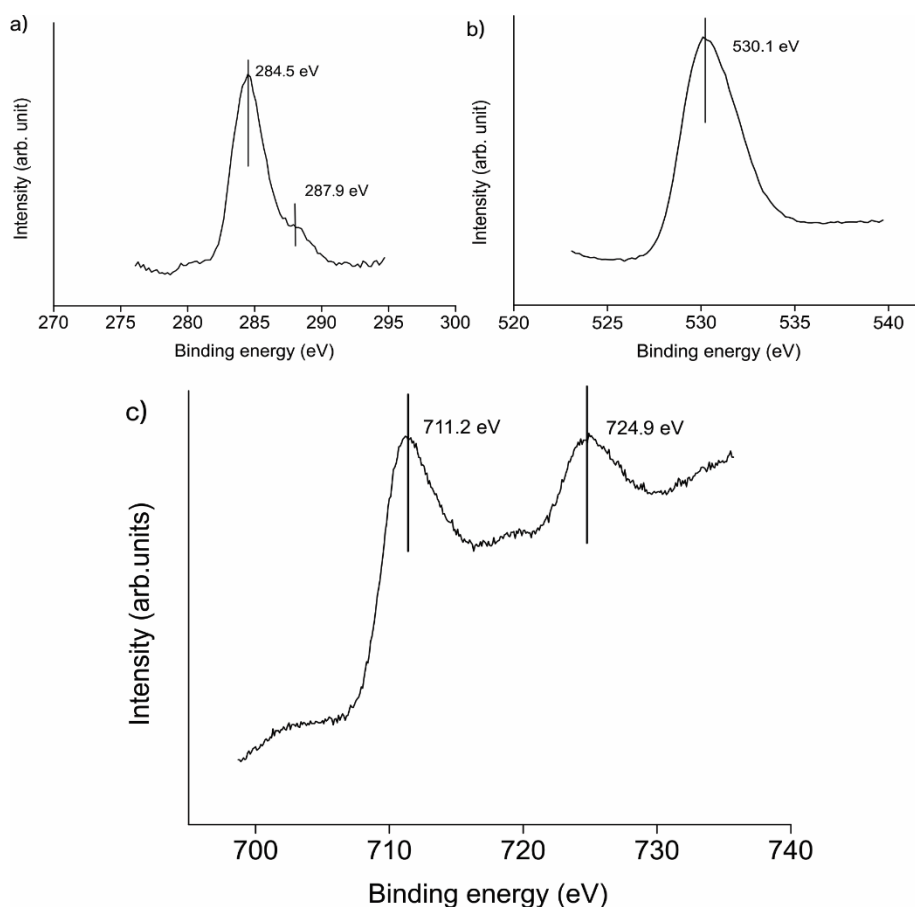 a)
284.5 eV
287.9 eV
Intensity (arb. unit)
270 275 280 285 290 295 300
Binding energy (eV)
b)
530.1 eV
Intensity (arb. unit)
520 525 530 535 540
Binding energy (eV)
c)
711.2 eV
724.9 eV
Intensity (arb.units)
700 710 720 730 740
Binding energy (eV)